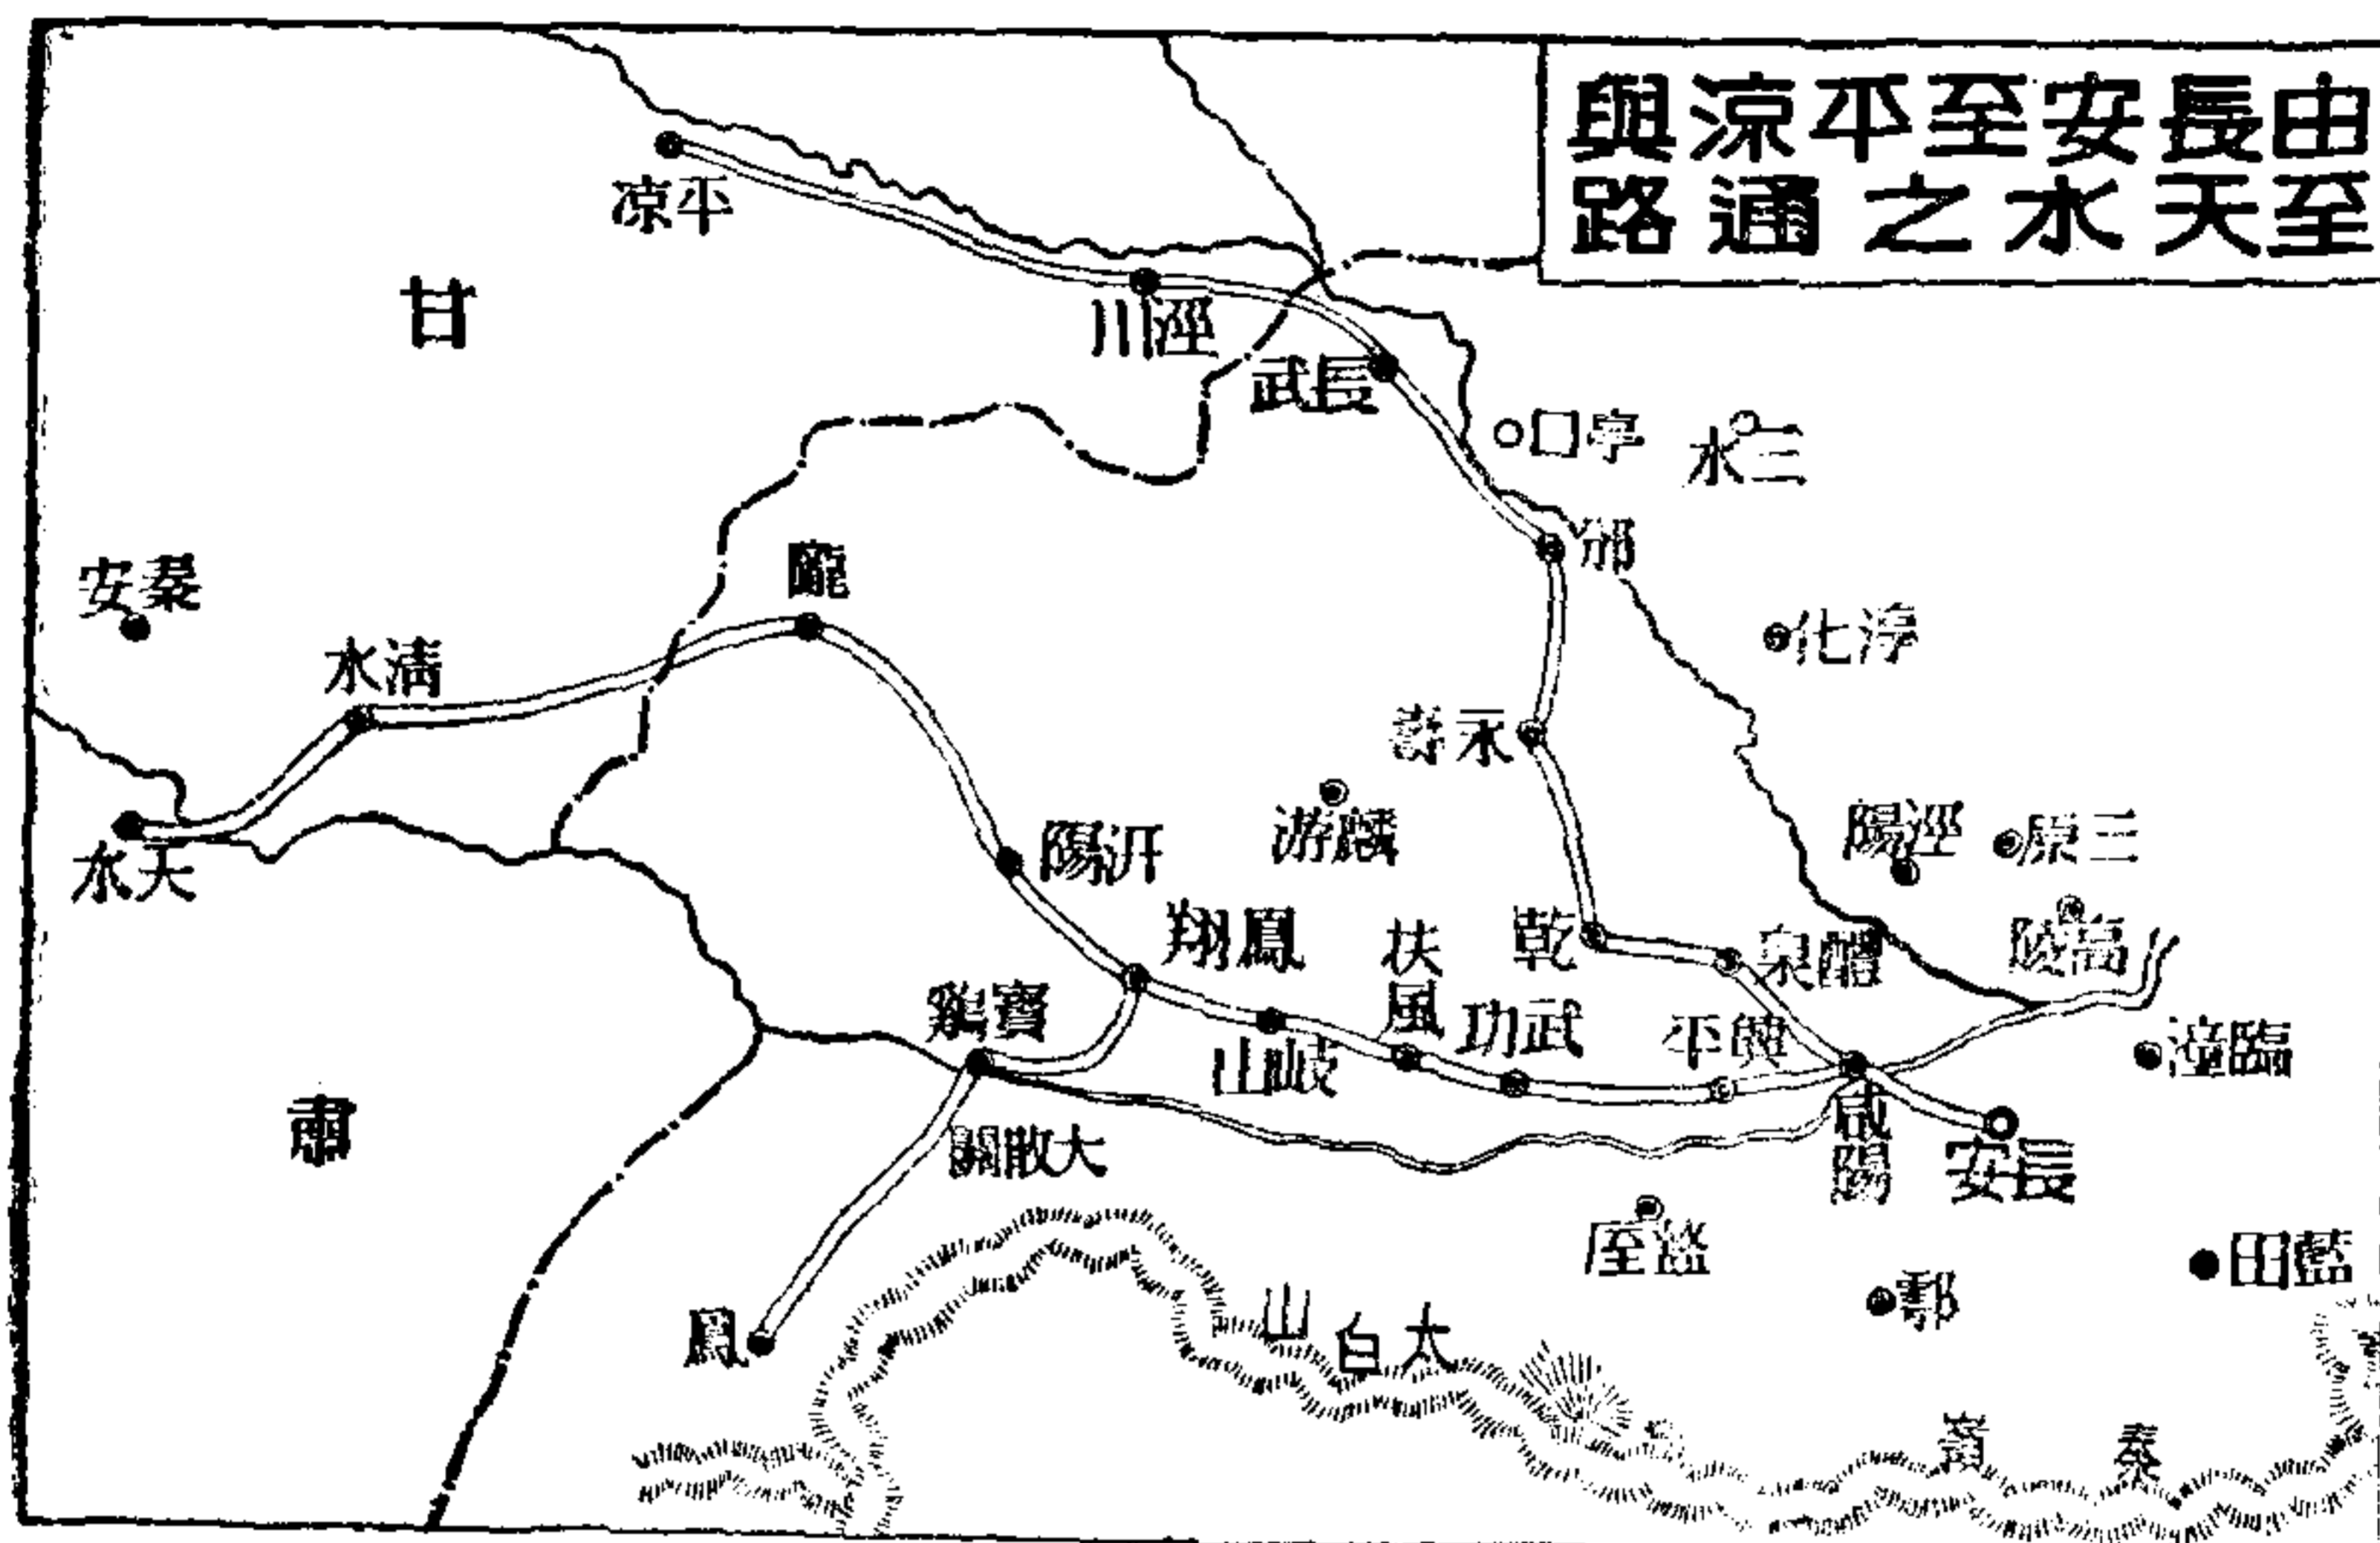 由長安至平涼與
至天水之通路
平涼
甘
涇川
長武
亭口
三水
邠
秦安
隴
清水
淳化
永壽
麟游
涇陽
三原
天水
汧陽
鳳翔
扶風
乾
醴泉
高陵
寶鷄
武功
興平
岐山
臨潼
肅
大散關
咸陽
長安
盩厔
藍田
鄠
鳳
太白山
秦嶺